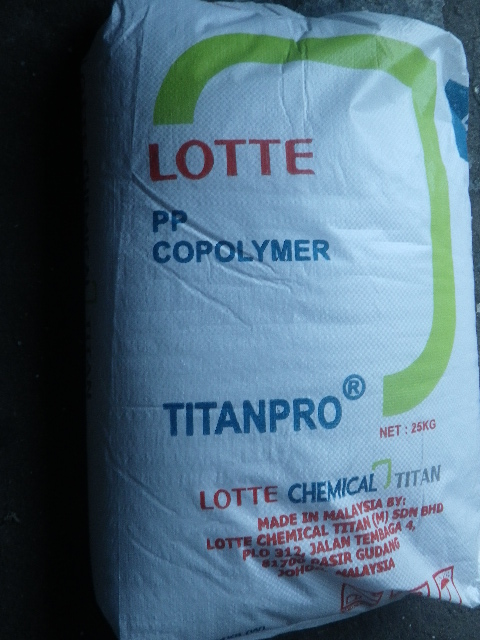 LOTTE
PP
COPOLYMER
TITANPRO®
NET : 25KG
LOTTE CHEMICAL TITAN
MADE IN MALAYSIA BY:
LOTTE CHEMICAL TITAN (M) SDN BHD
PLO 312, JALAN TEMBAGA 4,
81700 PASIR GUDANG
MALAYSIA